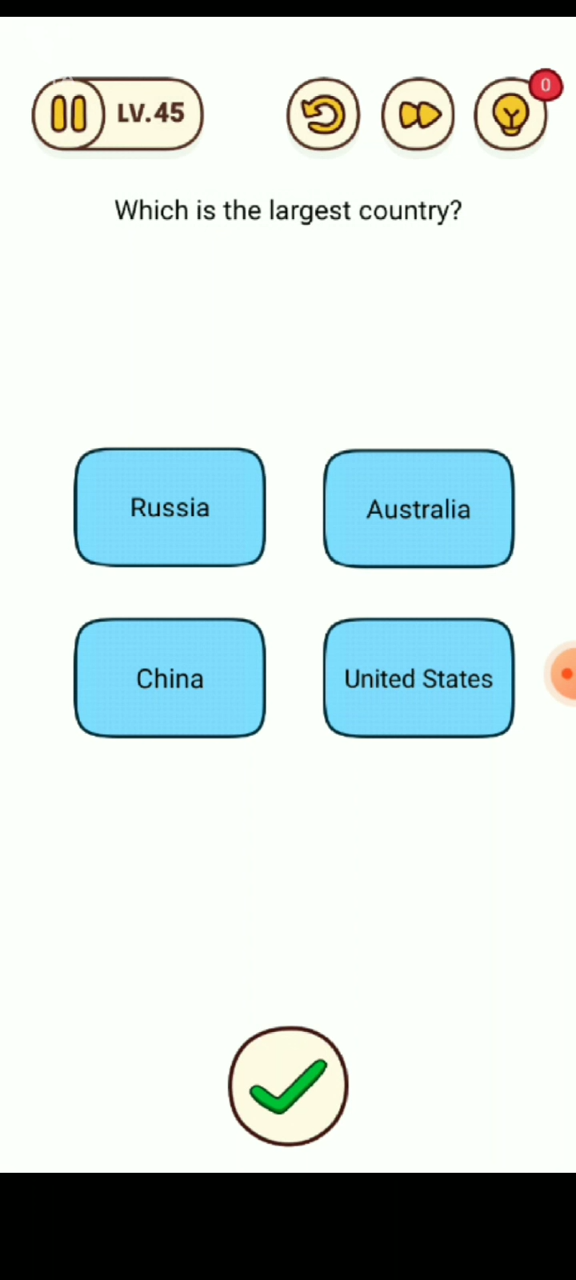 LV.45
0
Which is the largest country?
Russia
Australia
China
United States